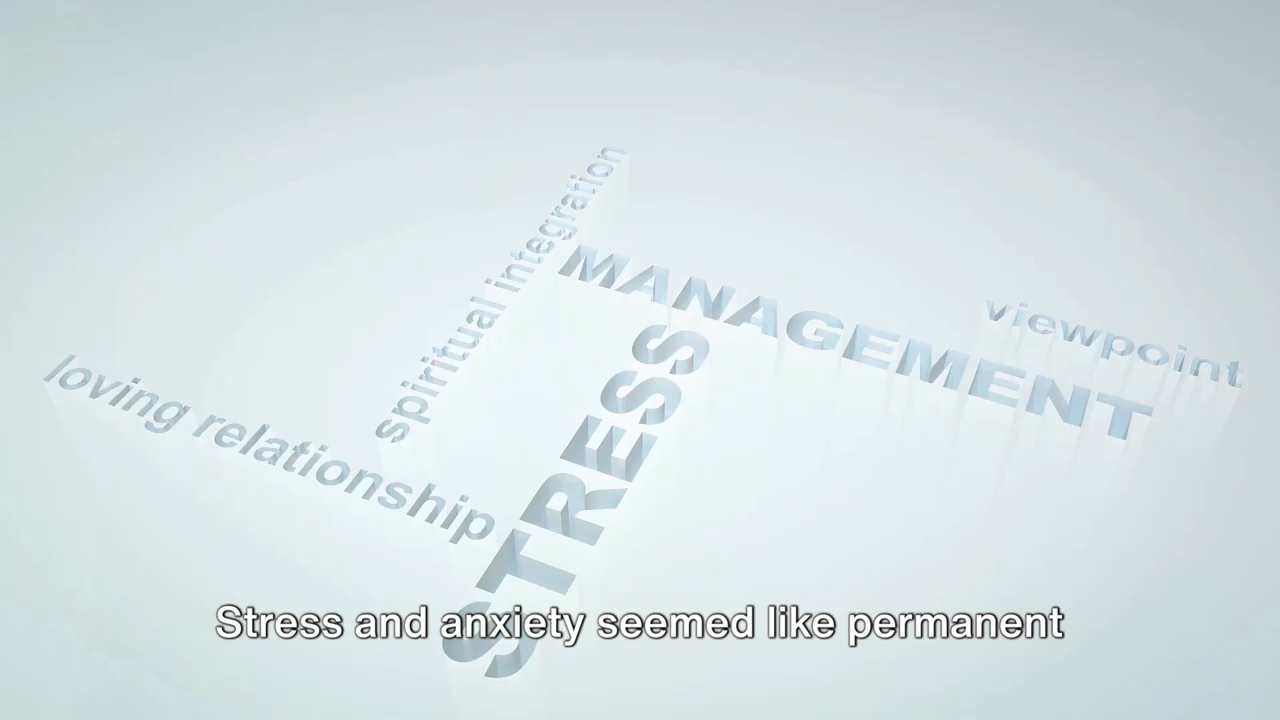 spiritual integration
MANAGEMENT
viewpoint
loving relationship
STRESS
Stress and anxiety seemed like permanent